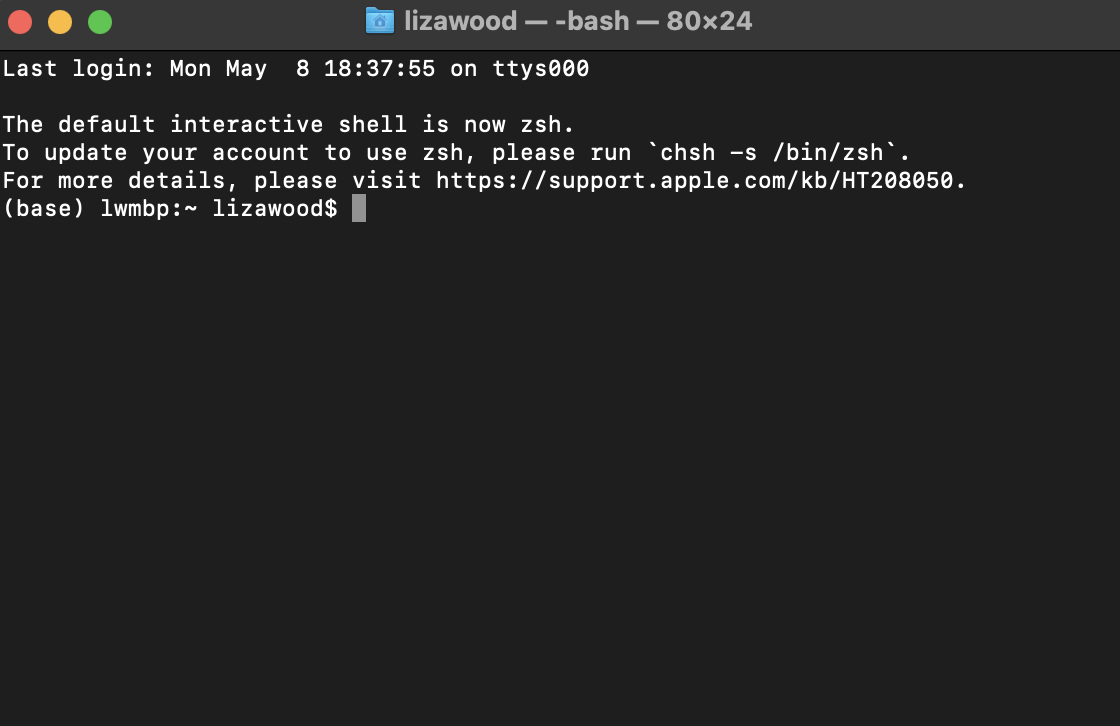 lizawood — -bash — 80×24
Last login: Mon May  8 18:37:55 on ttys000
The default interactive shell is now zsh.
To update your account to use zsh, please run `chsh -s /bin/zsh`.
For more details, please visit https://support.apple.com/kb/HT208050.
(base) lwmbp:~ lizawood$